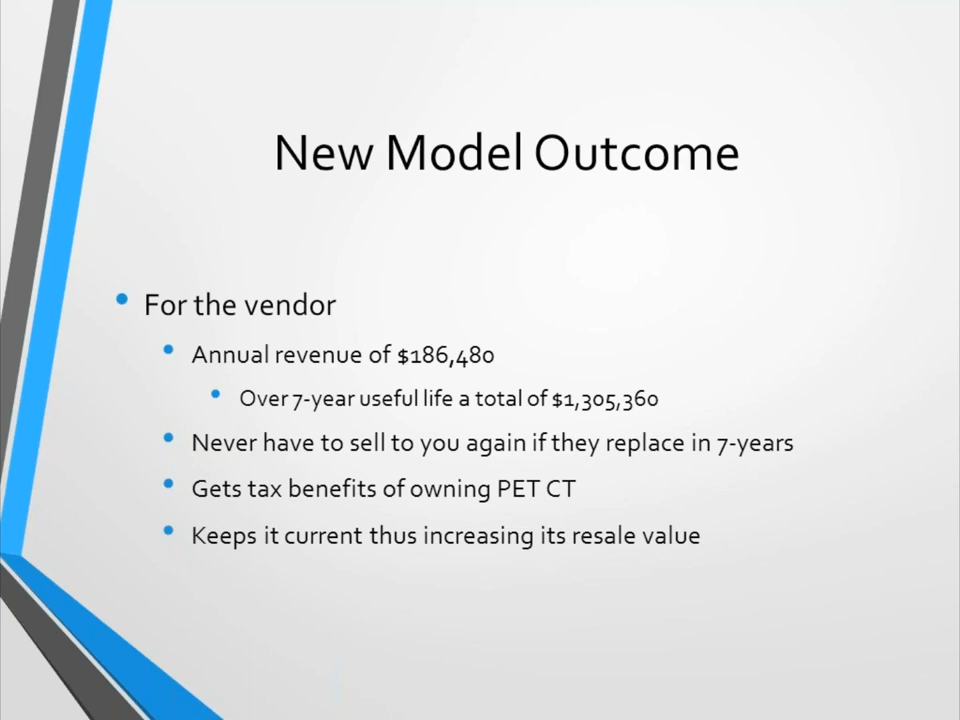 New Model Outcome
• For the vendor
• Annual revenue of $186,480
• Over 7-year useful life a total of $1,305,360
• Never have to sell to you again if they replace in 7-years
• Gets tax benefits of owning PET CT
• Keeps it current thus increasing its resale value